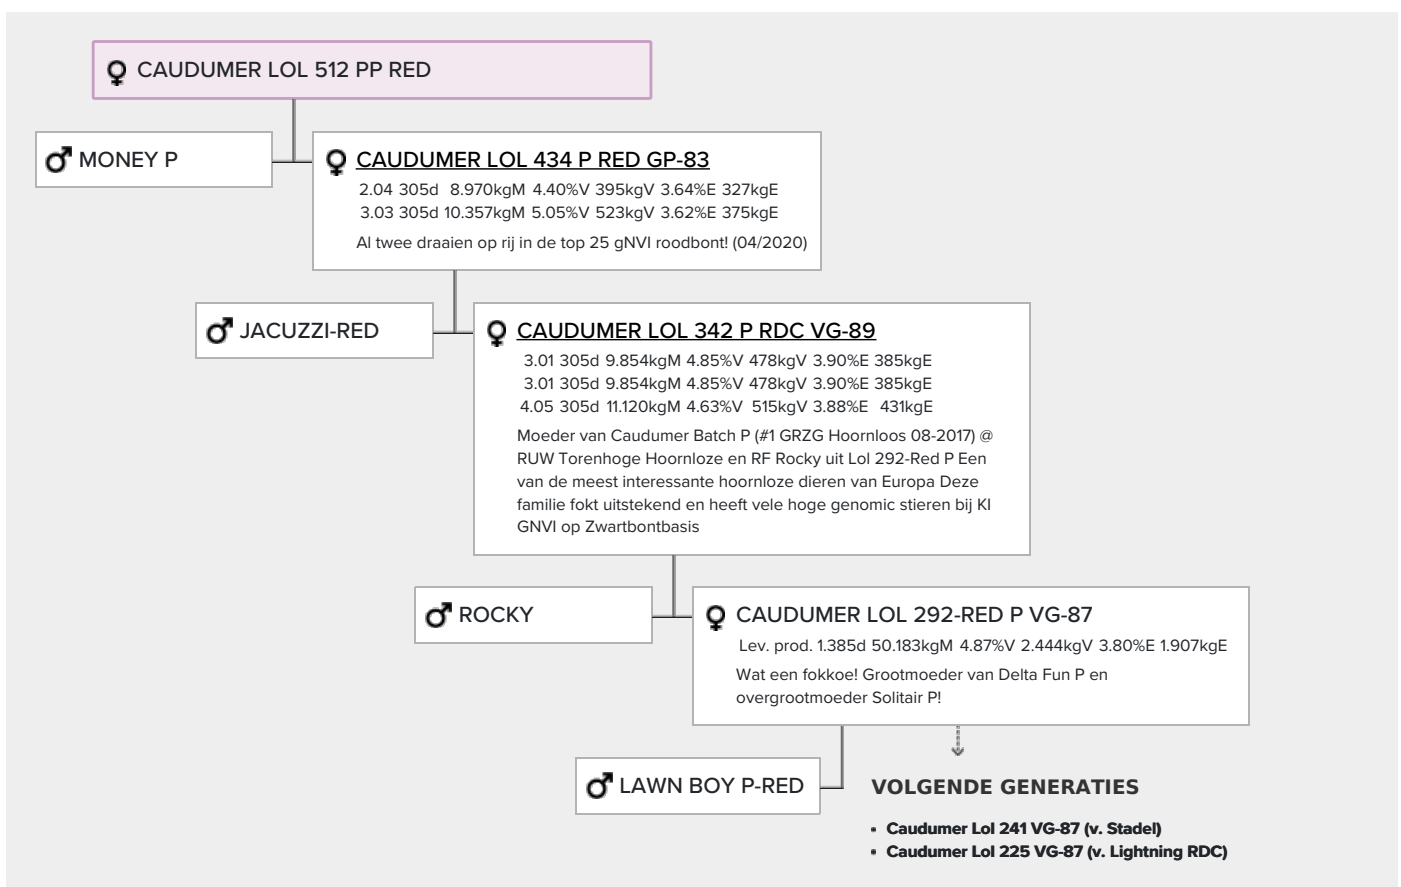 CAUDUMER LOL 512 PP RED
MONEY P
CAUDUMER LOL 434 P RED GP-83
2.04 305d 8.970kgM 4.40%V 395kgV 3.64%E 327kgE
3.03 305d 10.357kgM 5.05%V 523kgV 3.62%E 375kgE
Al twee draaien op rij in de top 25 gNVI roodbont! (04/2020)
JACUZZI-RED
CAUDUMER LOL 342 P RDC VG-89
3.01 305d 9.854kgM 4.85%V 478kgV 3.90%E 385kgE
3.01 305d 9.854kgM 4.85%V 478kgV 3.90%E 385kgE
4.05 305d 11.120kgM 4.63%V 515kgV 3.88%E 431kgE
Moeder van Caudumer Batch P (#1 GRZG Hoornloos 08-2017) @
RUW Torenhoge Hoornloze en RF Rocky uit Lol 292-Red P Een
van de meest interessante hoornloze dieren van Europa Deze
familie fokt uitstekend en heeft vele hoge genomic stieren bij KI
GNVI op Zwartbontbasis
ROCKY
CAUDUMER LOL 292-RED P VG-87
Lev. prod. 1.385d 50.183kgM 4.87%V 2.444kgV 3.80%E 1.907kgE
Wat een fokkoe! Grootmoeder van Delta Fun P en
overgrootmoeder Solitair P!
LAWN BOY P-RED
VOLGENDE GENERATIES
• Caudumer Lol 241 VG-87 (v. Stadel)
• Caudumer Lol 225 VG-87 (v. Lightning RDC)